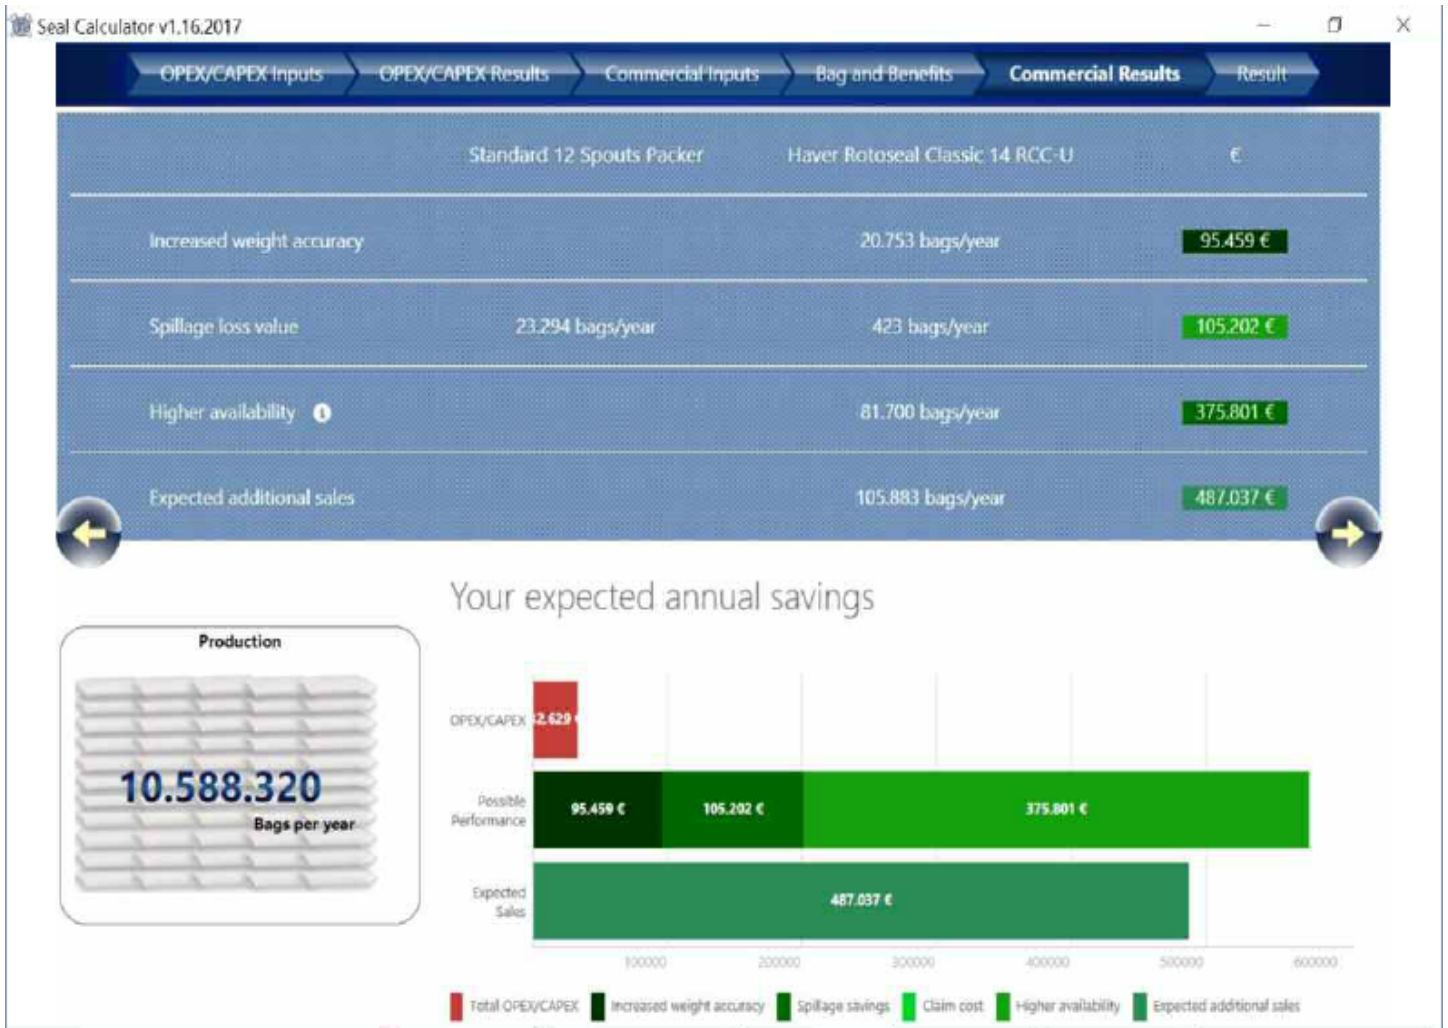 Seal Calculator v1.16.2017
OPEX/CAPEX Inputs OPEX/CAPEX Results Commercial Inputs Bag and Benefits Commercial Results Result
Standard 12 Spouts Packer Haver Rotoseal Classic 14 RCC-U €
Increased weight accuracy 20.753 bags/year 95.459 €
Spillage loss value 23.294 bags/year 423 bags/year 105.202 €
Higher availability 81.700 bags/year 375.801 €
Expected additional sales 105.883 bags/year 487.037 €
Your expected annual savings
Production
10.588.320
Bags per year
OPEX/CAPEX 2.629
Possible
Performance
95.459 € 105.202 € 375.801 €
Expected
Sales
487.037 €
100000 200000 300000 400000 500000 600000
Total OPEX/CAPEX Increased weight accuracy Spillage savings Claim cost Higher availability Expected additional sales